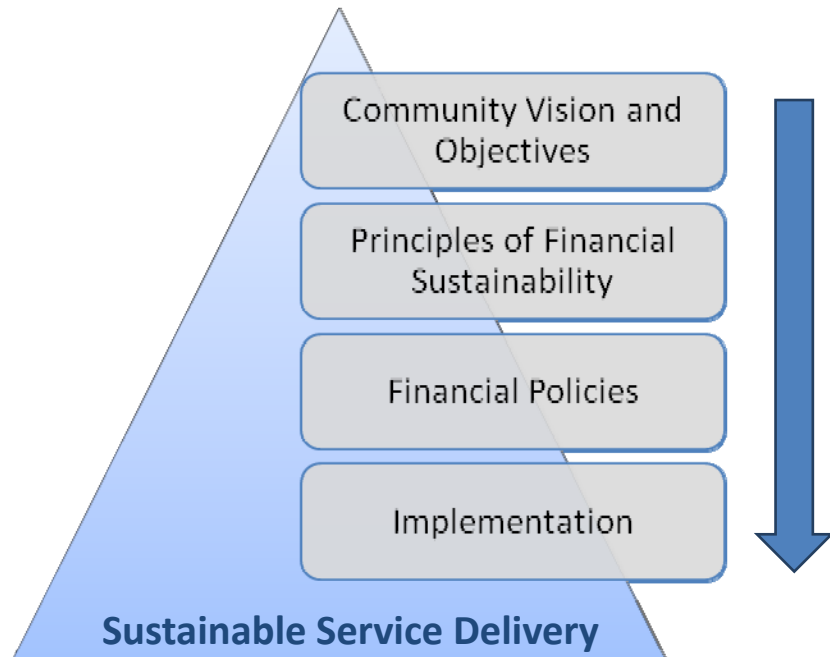 Community Vision and
Objectives
Principles of Financial
Sustainability
Financial Policies
Implementation
Sustainable Service Delivery